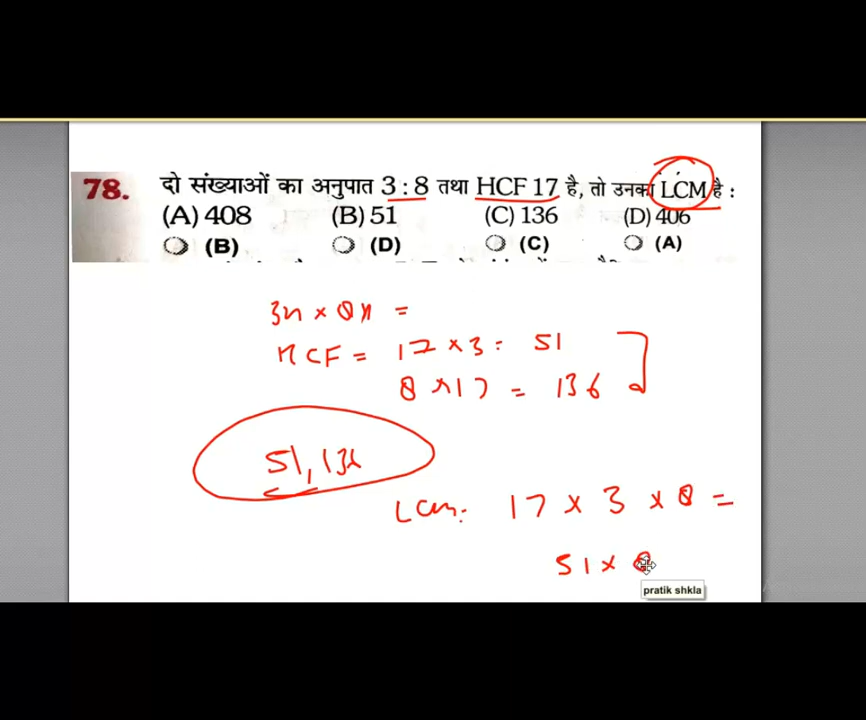 78. दो संख्याओं का अनुपात 3 : 8 तथा HCF 17 है, तो उनका LCM है :
(A) 408 (B) 51 (C) 136 (D) 406
(B) (D) (C) (A)
3x × 8x =
HCF = 17 × 3 = 51
8 × 17 = 136
51, 136
LCM: 17 × 3 × 8 =
51 × 8
pratik shkla